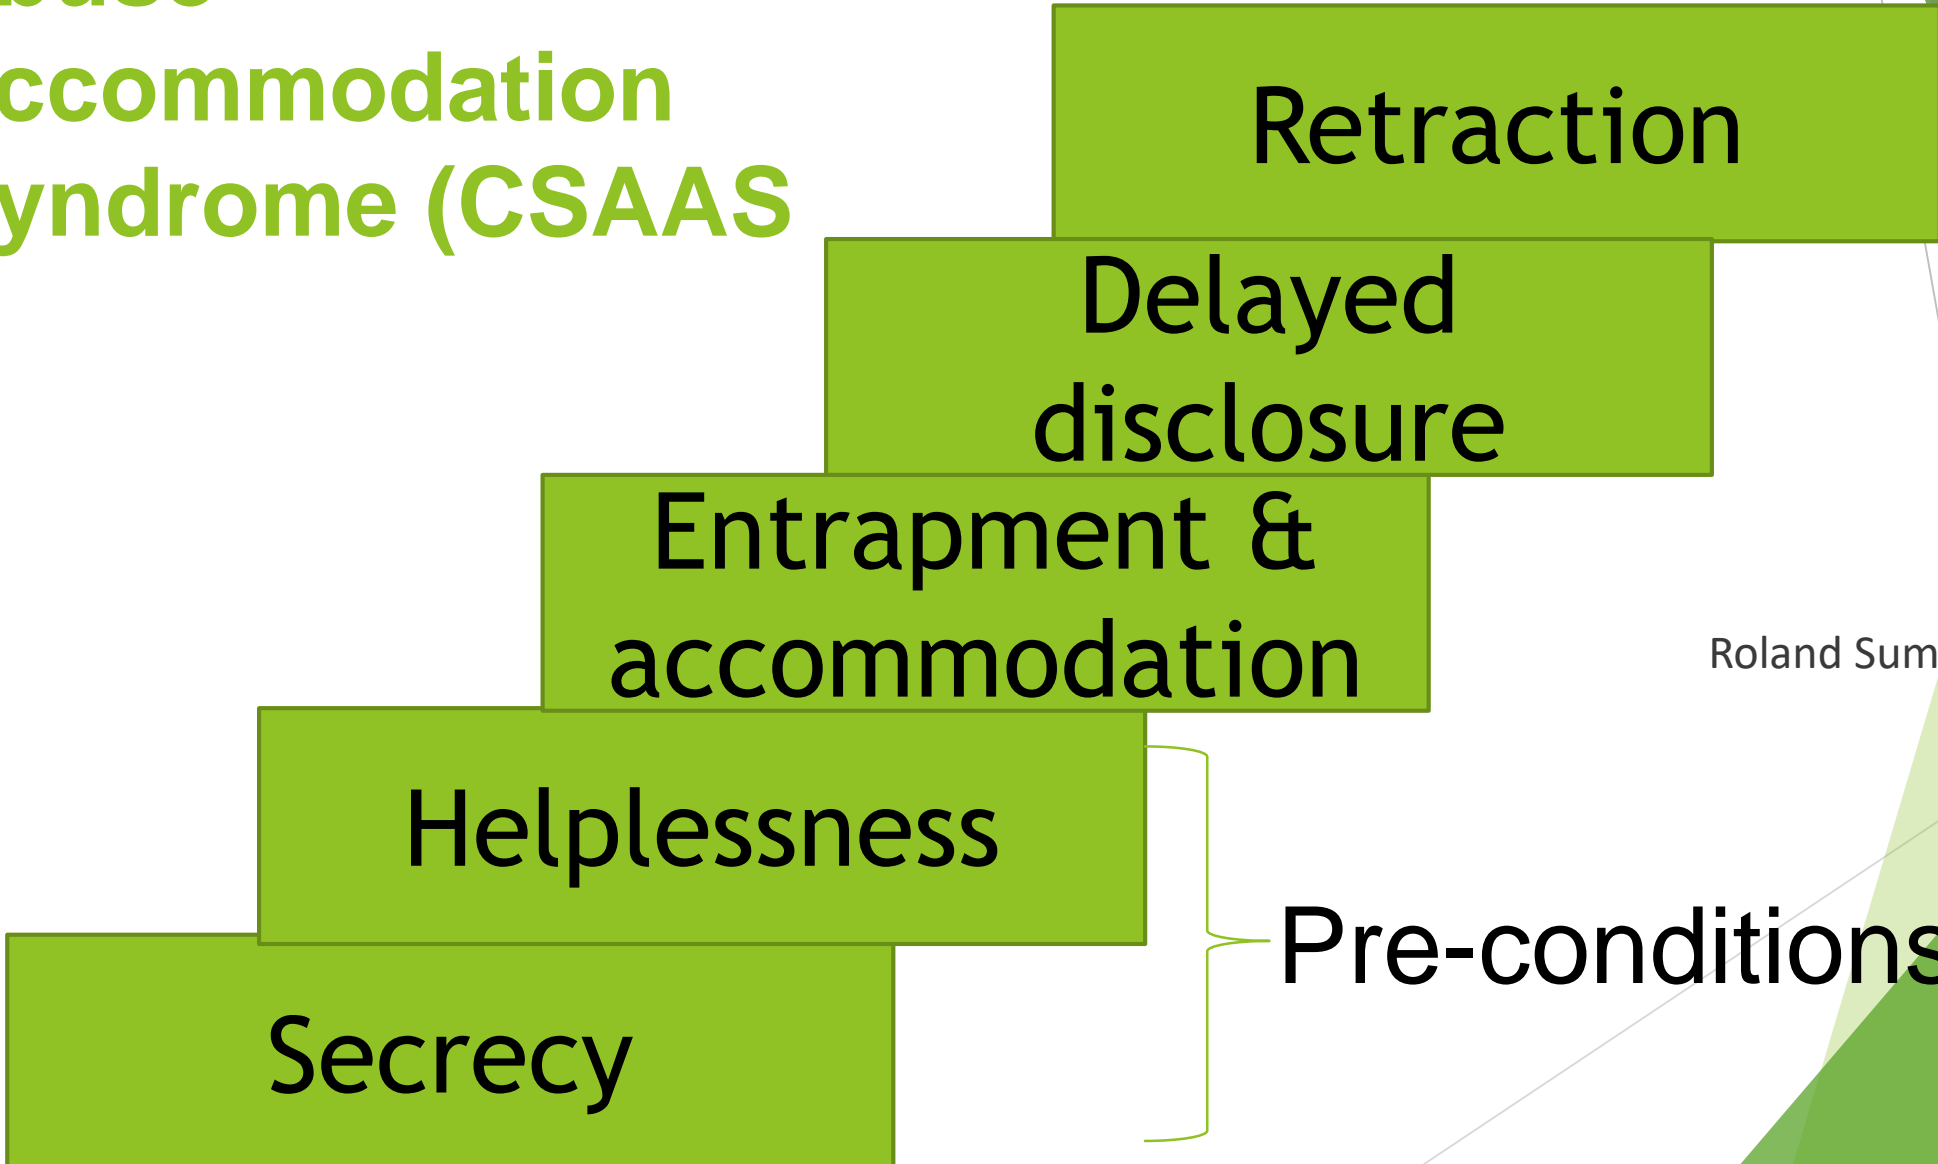 ccommodation
yndrome (CSAAS
Retraction
Delayed
disclosure
Entrapment &
accommodation
Roland Sum
Helplessness
Pre-conditions
Secrecy